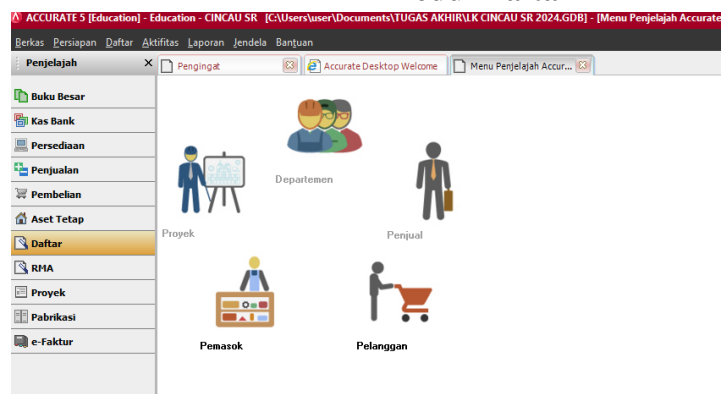 ACCURATE 5 [Education] - Education - CINCAU SR [C:\Users\user\Documents\TUGAS AKHIR\LK CINCAU SR 2024.GDB] - [Menu Penjelajah Accurate
Berkas Persiapan Daftar Aktifitas Laporan Jendela Bantuan
Penjelajah X Pengingat Accurate Desktop Welcome Menu Penjelajah Accur...
Buku Besar
Kas Bank
Persediaan
Penjualan
Pembelian
Aset Tetap
Daftar
RMA
Proyek
Pabrikasi
e-Faktur
Departemen
Proyek
Penjual
Pemasok
Pelanggan